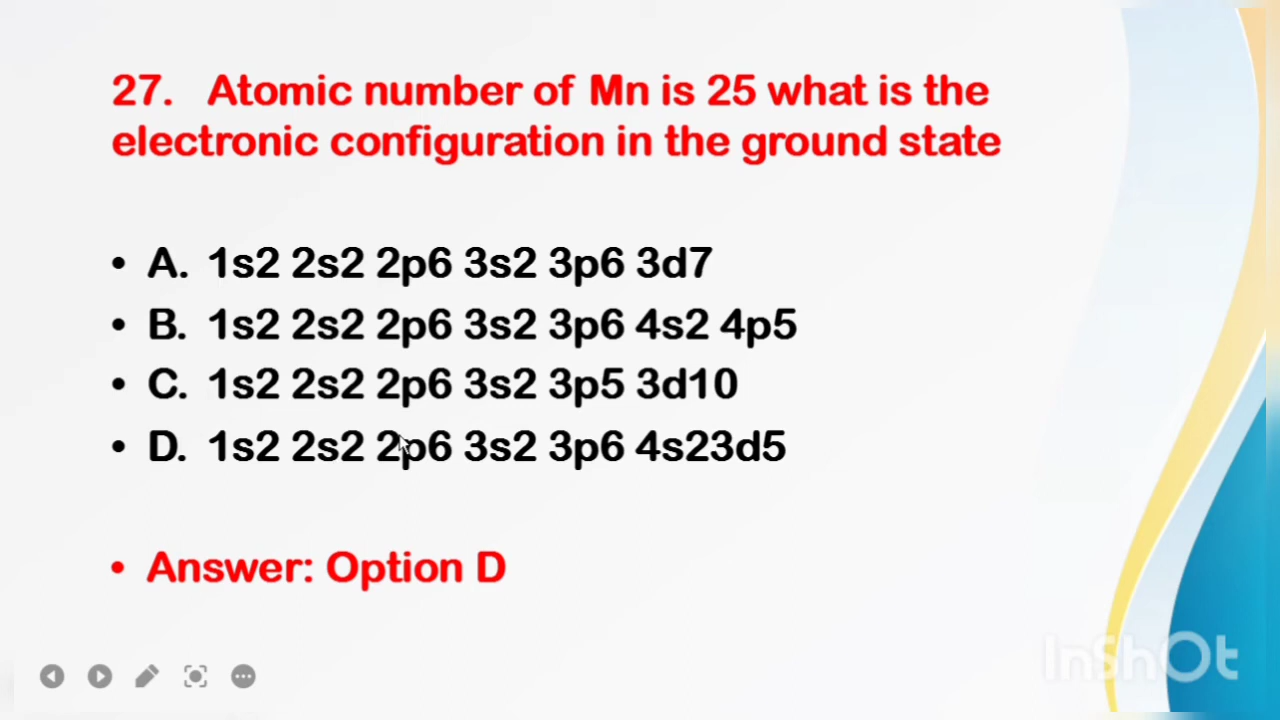 27. Atomic number of Mn is 25 what is the
electronic configuration in the ground state
• A. 1s2 2s2 2p6 3s2 3p6 3d7
• B. 1s2 2s2 2p6 3s2 3p6 4s2 4p5
• C. 1s2 2s2 2p6 3s2 3p5 3d10
• D. 1s2 2s2 2p6 3s2 3p6 4s23d5
• Answer: Option D
InShOt